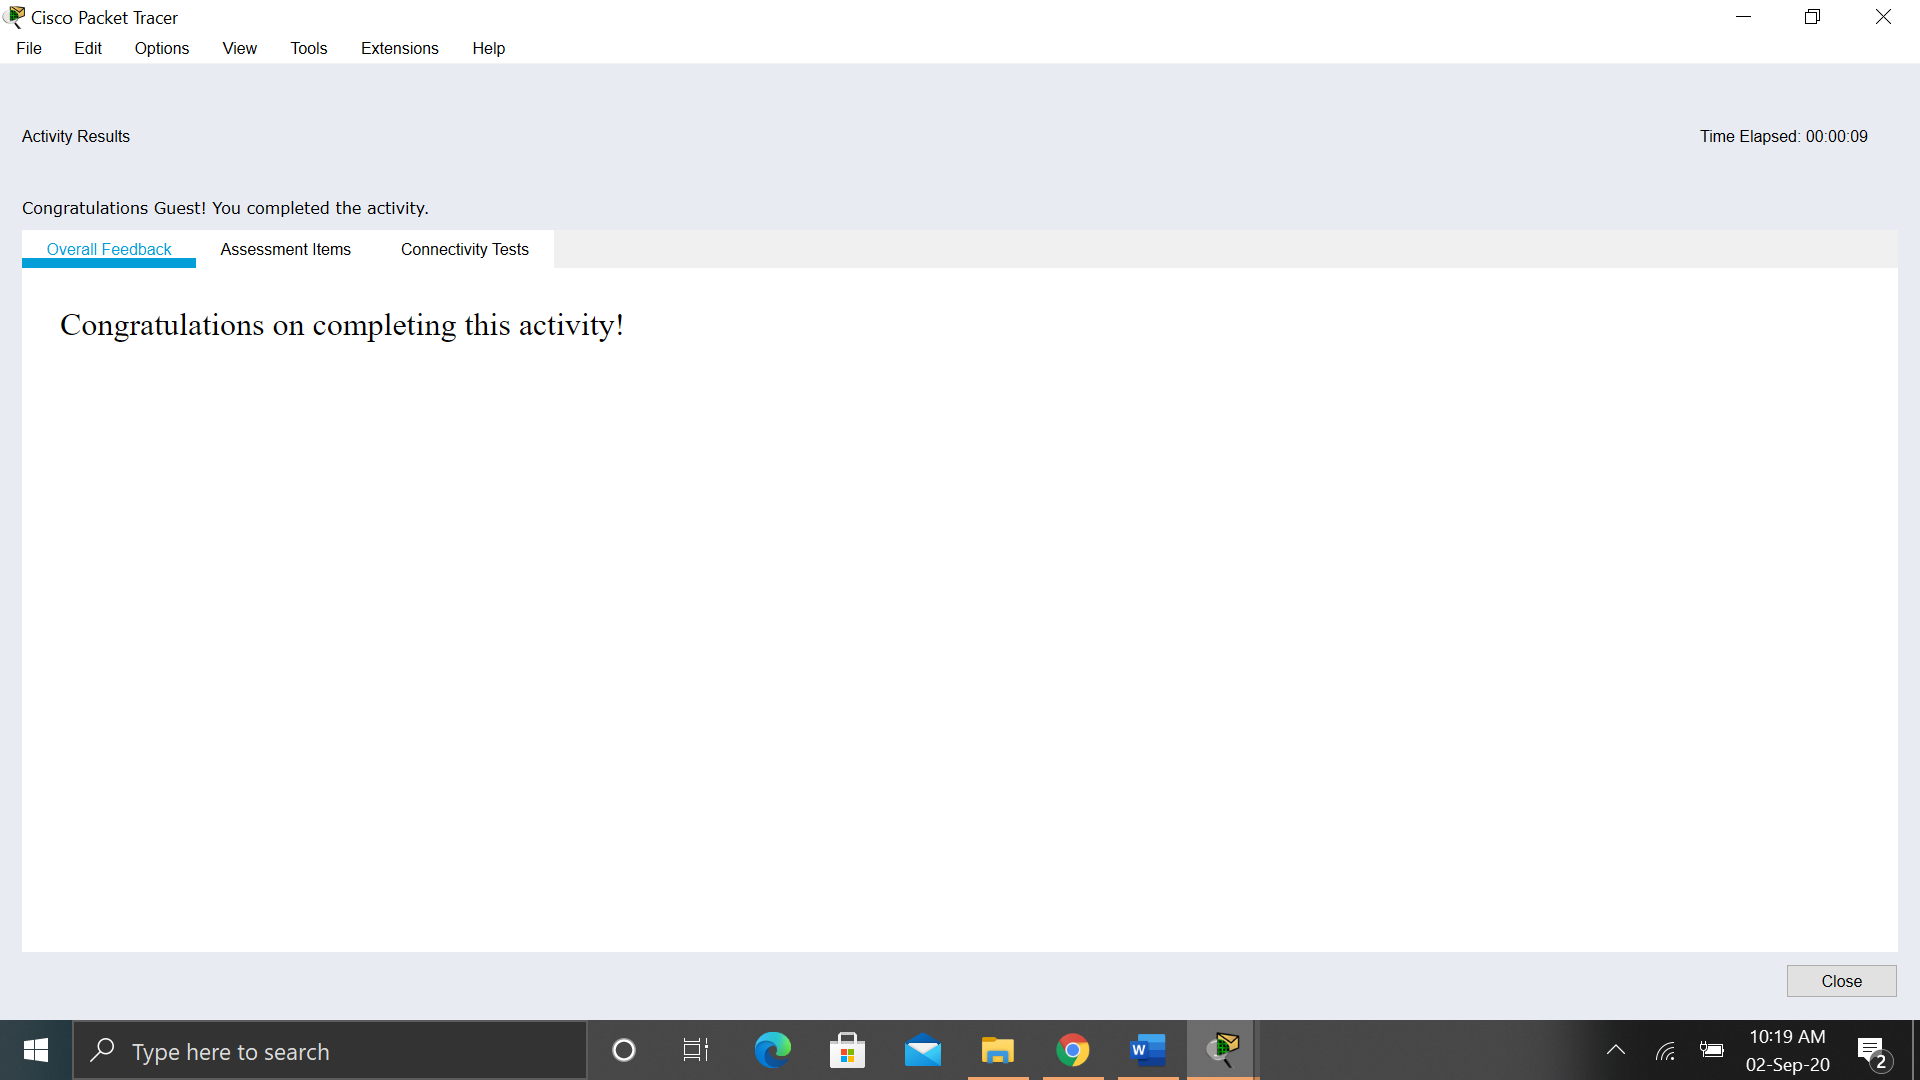 Cisco Packet Tracer
File Edit Options View Tools Extensions Help
Activity Results Time Elapsed: 00:00:09
Congratulations Guest! You completed the activity.
Overall Feedback Assessment Items Connectivity Tests
Congratulations on completing this activity!
Close
Type here to search
W
10:19 AM
02-Sep-20
2